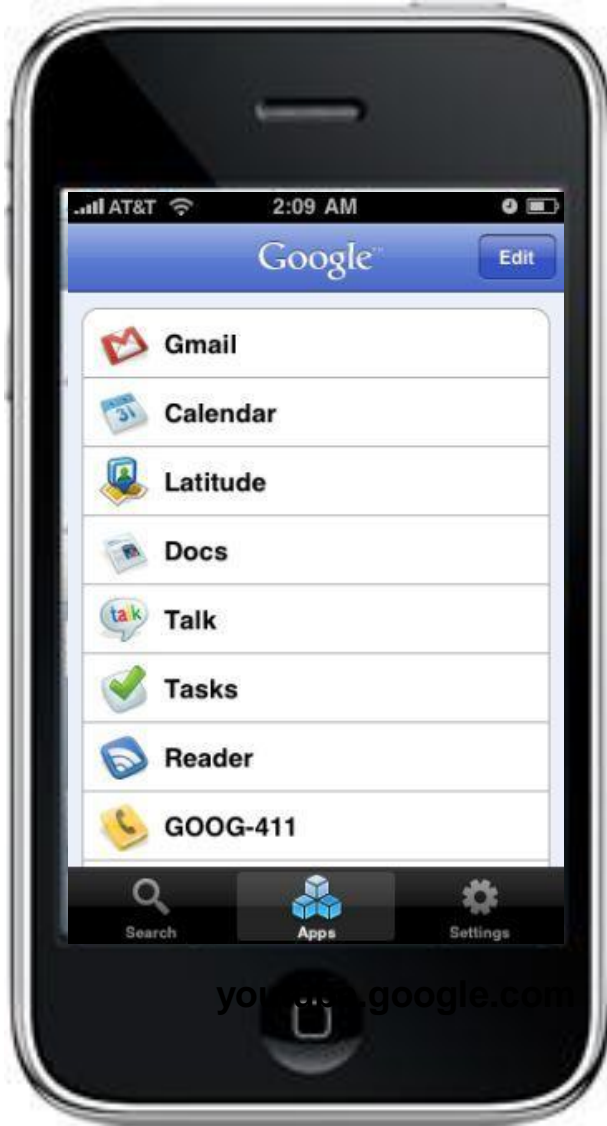 AT&T 2:09 AM
Google™ Edit
Gmail
31
Calendar
Latitude
Docs
talk
Talk
Tasks
Reader
GOOG-411
Search Apps Settings
.google.com